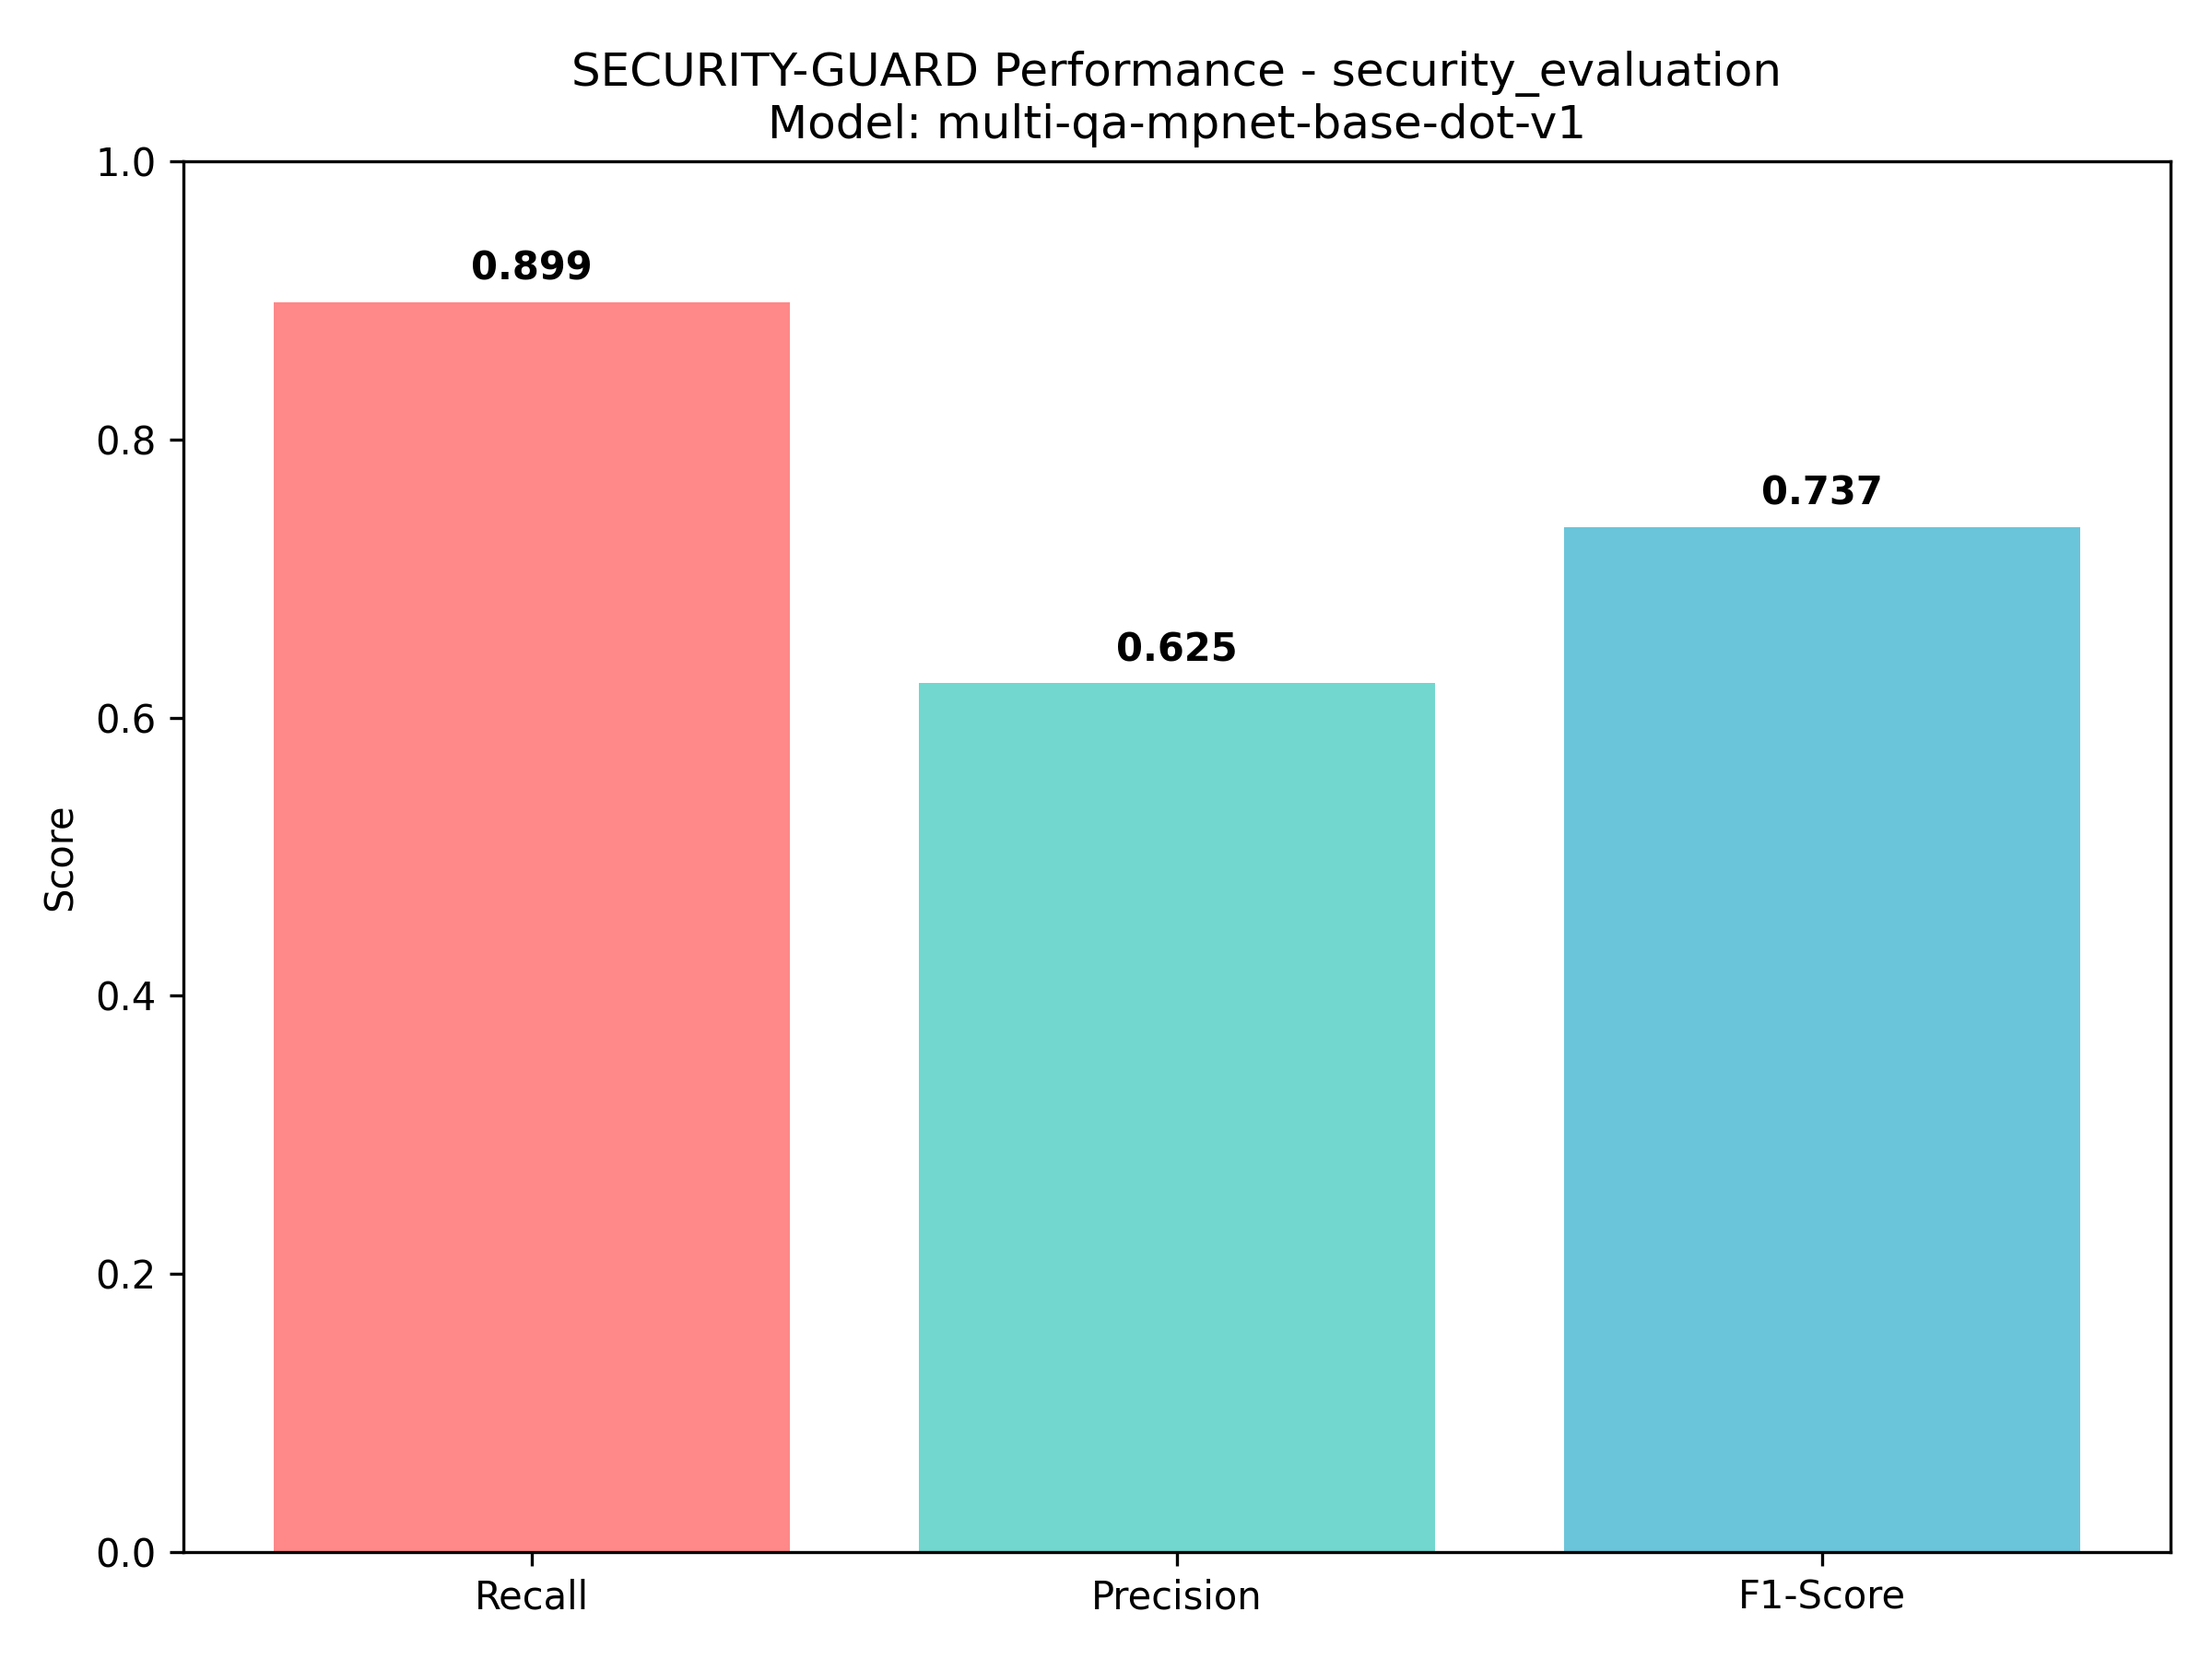 SECURITY-GUARD Performance - security_evaluation
Model: multi-qa-mpnet-base-dot-v1
1.0
0.8
0.6
0.4
0.2
0.0
Score
0.899
0.625
0.737
Recall
Precision
F1-Score